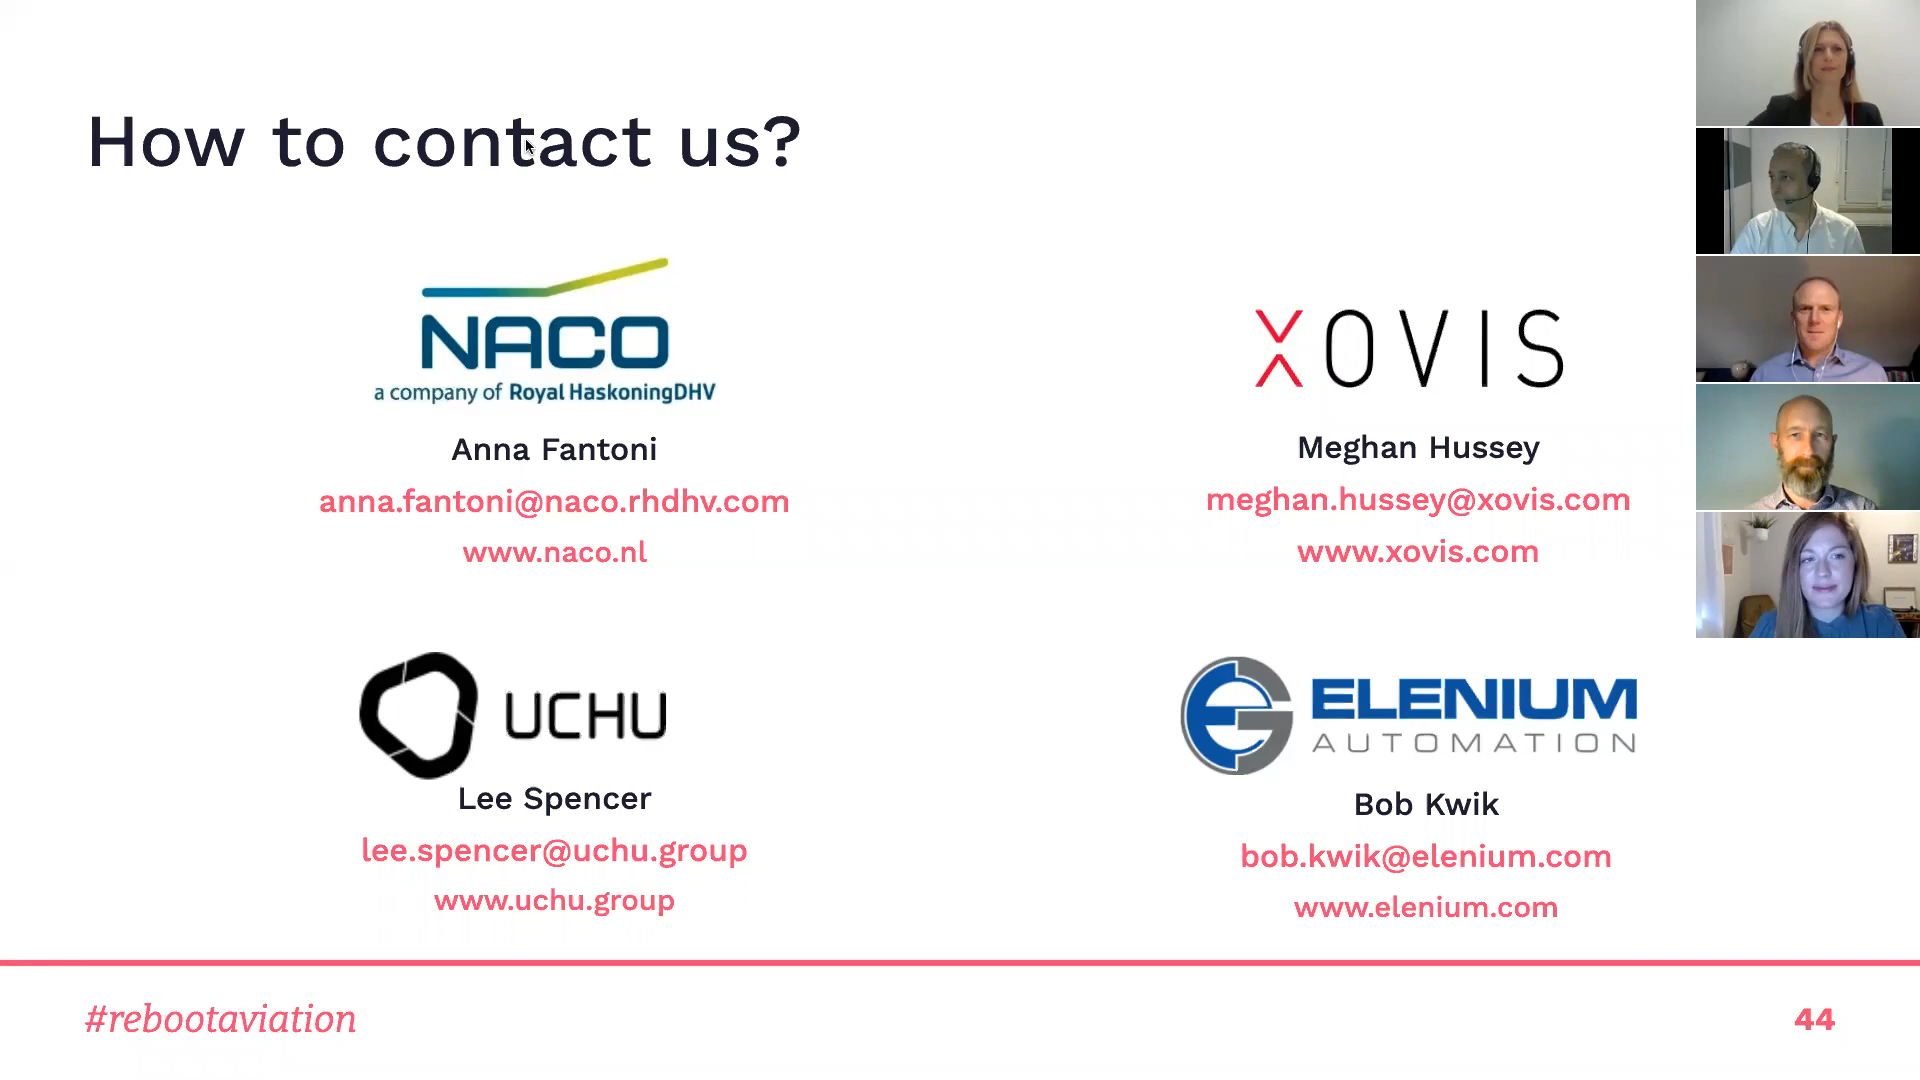 How to contact us?
NACO
a company of Royal HaskoningDHV
Anna Fantoni
anna.fantoni@naco.rhdhv.com
www.naco.nl
XOVIS
Meghan Hussey
meghan.hussey@xovis.com
www.xovis.com
UCHU
Lee Spencer
lee.spencer@uchu.group
www.uchu.group
ELENIUM
AUTOMATION
Bob Kwik
bob.kwik@elenium.com
www.elenium.com
#rebootaviation
44